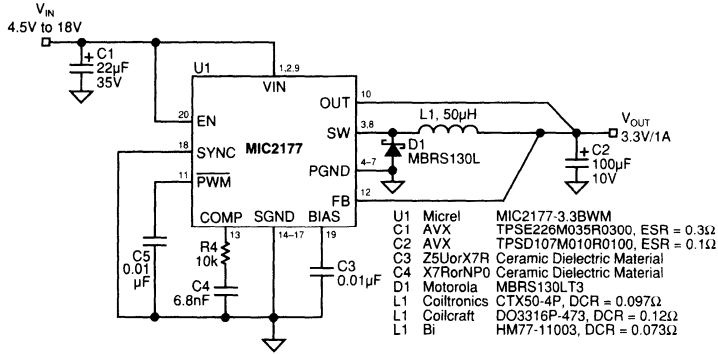 VIN
4.5V to 18V
C1
22µF
35V
U1
1,2,9
VIN
OUT
10
L1, 50µH
VOUT
3.3V/1A
20
EN
SW
3,8
18
SYNC
MIC2177
D1
MBRS130L
C2
100µF
10V
PGND
4–7
11
PWM
FB
12
COMP
SGND
BIAS
13
14–17
19
R4
10k
C5
0.01
µF
C4
6.8nF
C3
0.01µF
U1 Micrel MIC2177-3.3BWM
C1 AVX TPSE226M035R0300, ESR = 0.3Ω
C2 AVX TPSD107M010R0100, ESR = 0.1Ω
C3 Z5UorX7R Ceramic Dielectric Material
C4 X7RorNP0 Ceramic Dielectric Material
D1 Motorola MBRS130LT3
L1 Coiltronics CTX50-4P, DCR = 0.097Ω
L1 Coilcraft DO3316P-473, DCR = 0.12Ω
L1 Bi HM77-11003, DCR = 0.073Ω